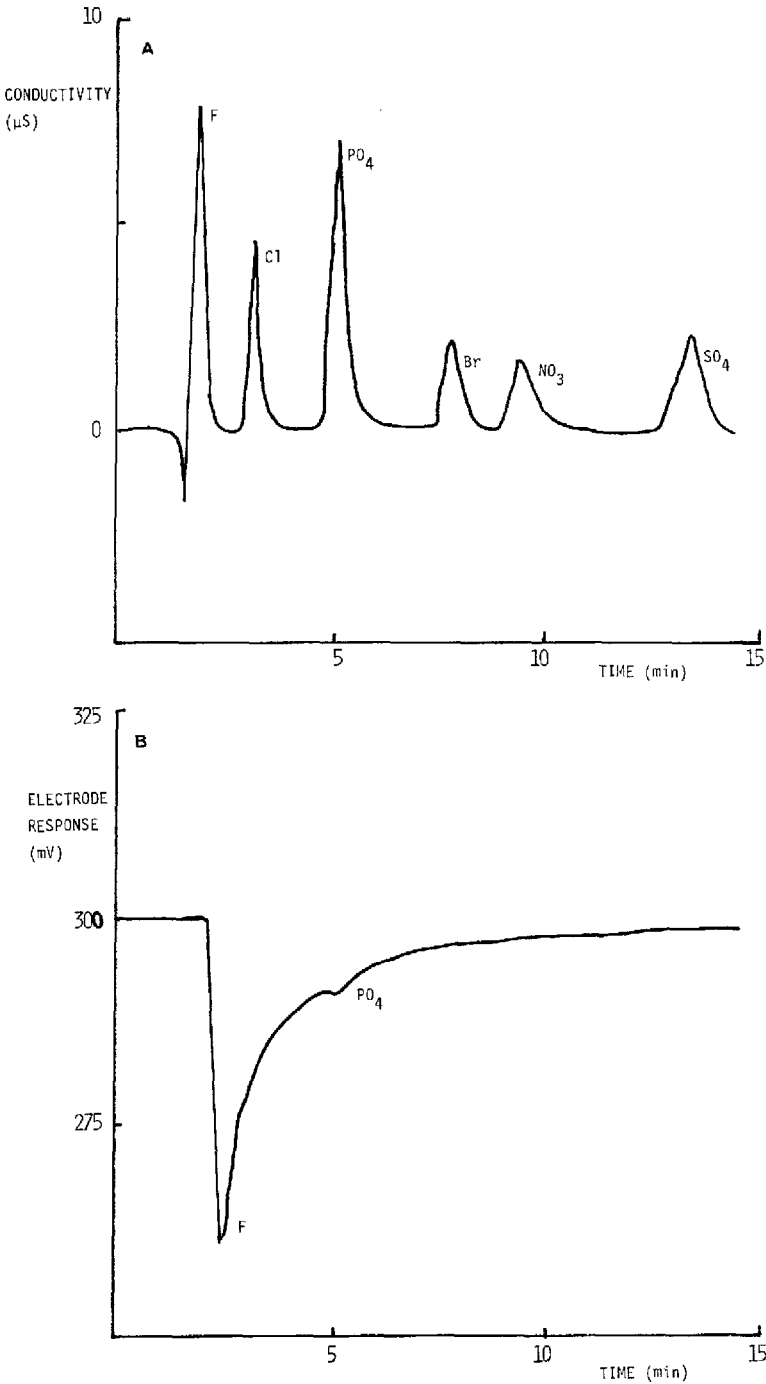 10
A
CONDUCTIVITY
(µS)
F
PO4
Cl
Br
NO3
SO4
0
5
10
15
TIME (min)
325
B
ELECTRODE
RESPONSE
(mV)
300
PO4
275
F
5
10
15
TIME (min)